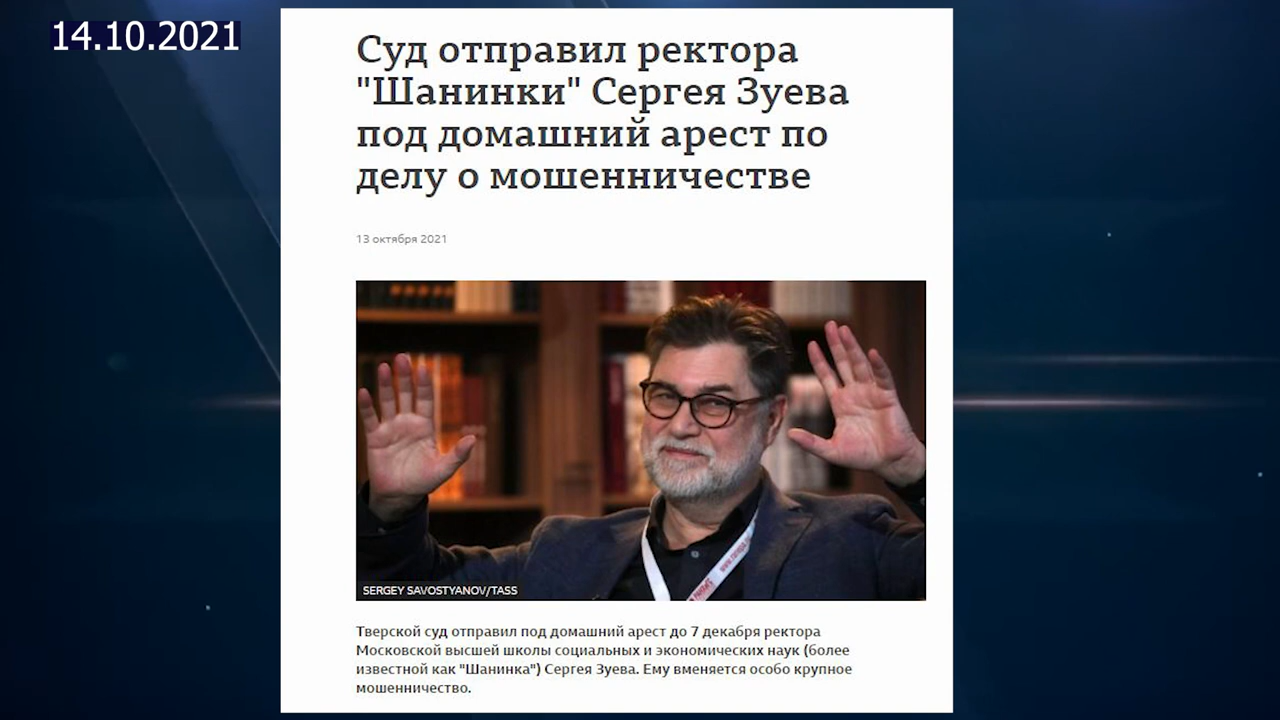 14.10.2021
Суд отправил ректора
"Шанинки" Сергея Зуева
под домашний арест по
делу о мошенничестве
13 октября 2021
SERGEY SAVOSTYANOV/TASS
Тверской суд отправил под домашний арест до 7 декабря ректора
Московской высшей школы социальных и экономических наук (более
известной как "Шанинка") Сергея Зуева. Ему вменяется особо крупное
мошенничество.